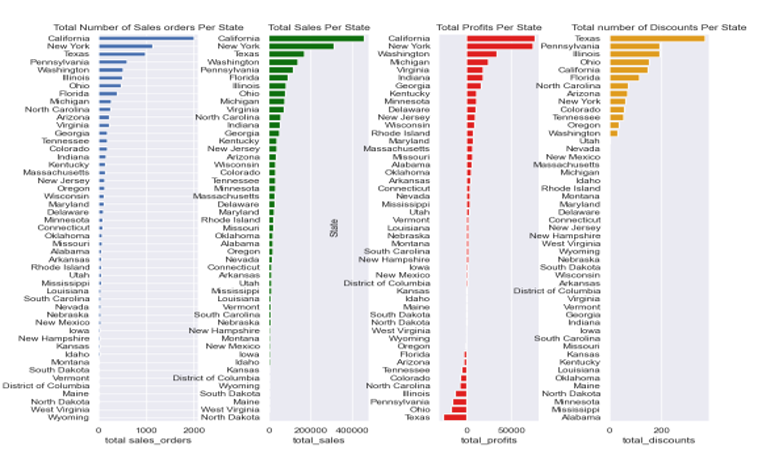 Total Number of Sales orders Per State
California
New York
Texas
Pennsylvania
Washington
Illinois
Ohio
Florida
Michigan
North Carolina
Arizona
Virginia
Georgia
Tennessee
Colorado
Indiana
Kentucky
Massachusetts
New Jersey
Oregon
Wisconsin
Maryland
Delaware
Minnesota
Connecticut
Oklahoma
Missouri
Alabama
Arkansas
Rhode Island
Utah
Mississippi
Louisiana
South Carolina
Nevada
Nebraska
New Mexico
Iowa
New Hampshire
Kansas
Idaho
Montana
South Dakota
Vermont
District of Columbia
Maine
North Dakota
West Virginia
Wyoming
0 1000 2000
total sales_orders
Total Sales Per State
California
New York
Texas
Washington
Pennsylvania
Florida
Illinois
Ohio
Michigan
Virginia
North Carolina
Indiana
Georgia
Kentucky
New Jersey
Arizona
Wisconsin
Colorado
Tennessee
Minnesota
Massachusetts
Delaware
Maryland
Rhode Island
Missouri
Oklahoma
Alabama
Oregon
Nevada
Connecticut
Arkansas
Utah
Mississippi
Louisiana
Vermont
South Carolina
Nebraska
New Hampshire
Montana
New Mexico
Iowa
Idaho
Kansas
District of Columbia
Wyoming
South Dakota
Maine
West Virginia
North Dakota
0 200000 400000
total_sales
State
Total Profits Per State
California
New York
Washington
Michigan
Virginia
Indiana
Georgia
Kentucky
Minnesota
Delaware
New Jersey
Wisconsin
Rhode Island
Maryland
Massachusetts
Missouri
Alabama
Oklahoma
Arkansas
Connecticut
Nevada
Mississippi
Utah
Vermont
Louisiana
Nebraska
Montana
South Carolina
New Hampshire
Iowa
New Mexico
District of Columbia
Kansas
Idaho
Maine
South Dakota
North Dakota
West Virginia
Wyoming
Oregon
Florida
Arizona
Tennessee
Colorado
North Carolina
Illinois
Pennsylvania
Ohio
Texas
0 50000
total_profits
Total number of Discounts Per State
Texas
Pennsylvania
Illinois
Ohio
California
Florida
North Carolina
Arizona
New York
Colorado
Tennessee
Oregon
Washington
Utah
Nevada
New Mexico
Massachusetts
Michigan
Idaho
Rhode Island
Montana
Delaware
Connecticut
New Jersey
New Hampshire
West Virginia
Wyoming
Nebraska
South Dakota
Wisconsin
Arkansas
District of Columbia
Virginia
Vermont
Georgia
Indiana
Iowa
South Carolina
Missouri
Kansas
Kentucky
Louisiana
Oklahoma
Maine
Minnesota
Mississippi
Alabama
0 200
total_discounts